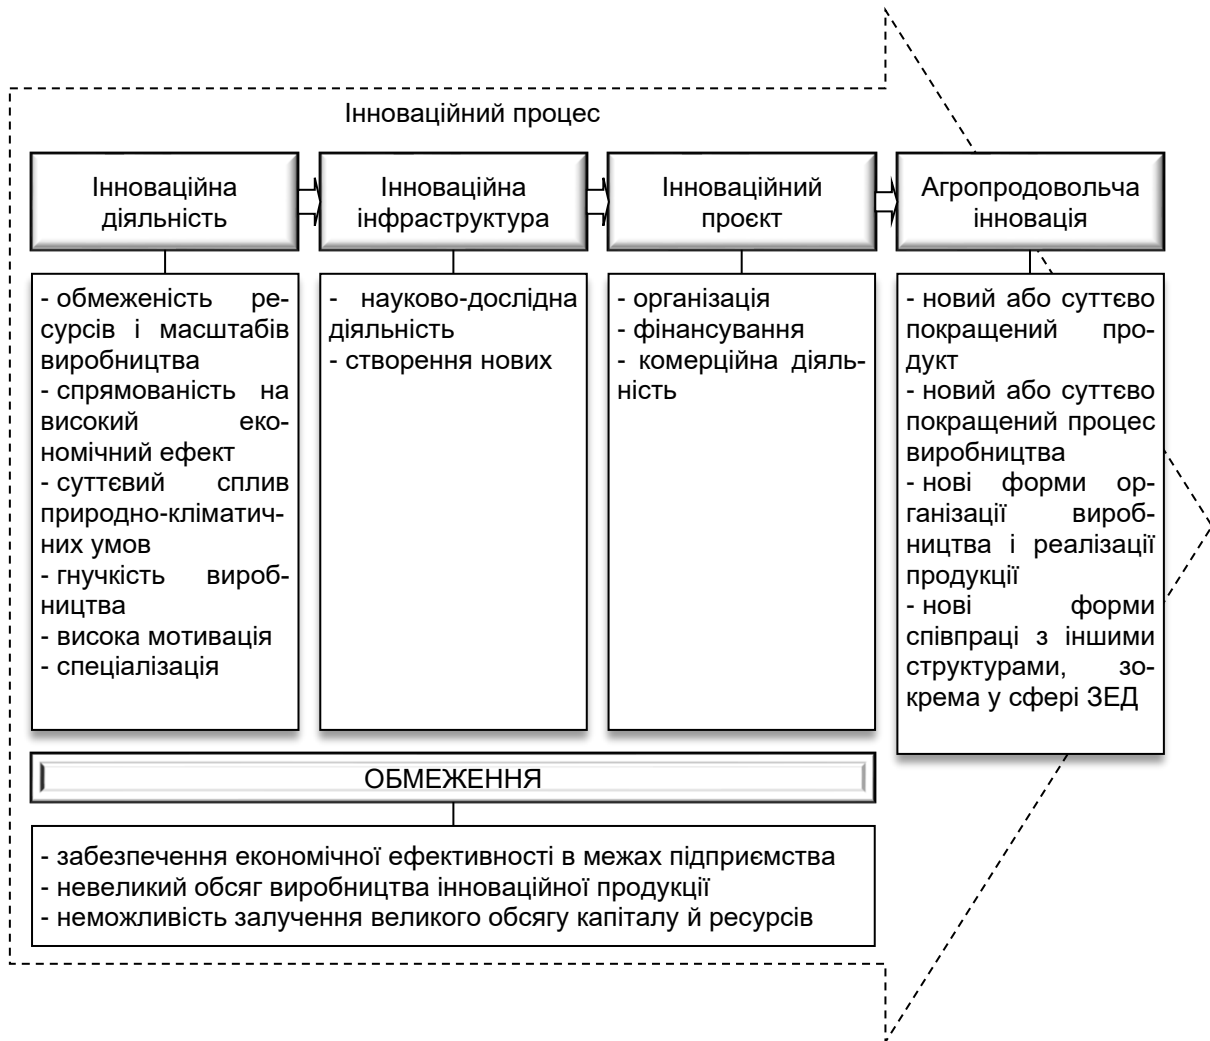 Інноваційний процес
Інноваційна
діяльність
Інноваційна
інфраструктура
Інноваційний
проєкт
Агропродовольча
інновація
- обмеженість ре-
сурсів і масштабів
виробництва
- спрямованість на
високий еко-
номічний ефект
- суттєвий сплив
природно-кліматич-
них умов
- гнучкість вироб-
ництва
- висока мотивація
- спеціалізація
- науково-дослідна
діяльність
- створення нових
- організація
- фінансування
- комерційна діяль-
ність
- новий або суттєво
покращений про-
дукт
- новий або суттєво
покращений процес
виробництва
- нові форми ор-
ганізації вироб-
ництва і реалізації
продукції
- нові форми
співпраці з іншими
структурами, зо-
крема у сфері ЗЕД
ОБМЕЖЕННЯ
- забезпечення економічної ефективності в межах підприємства
- невеликий обсяг виробництва інноваційної продукції
- неможливість залучення великого обсягу капіталу й ресурсів